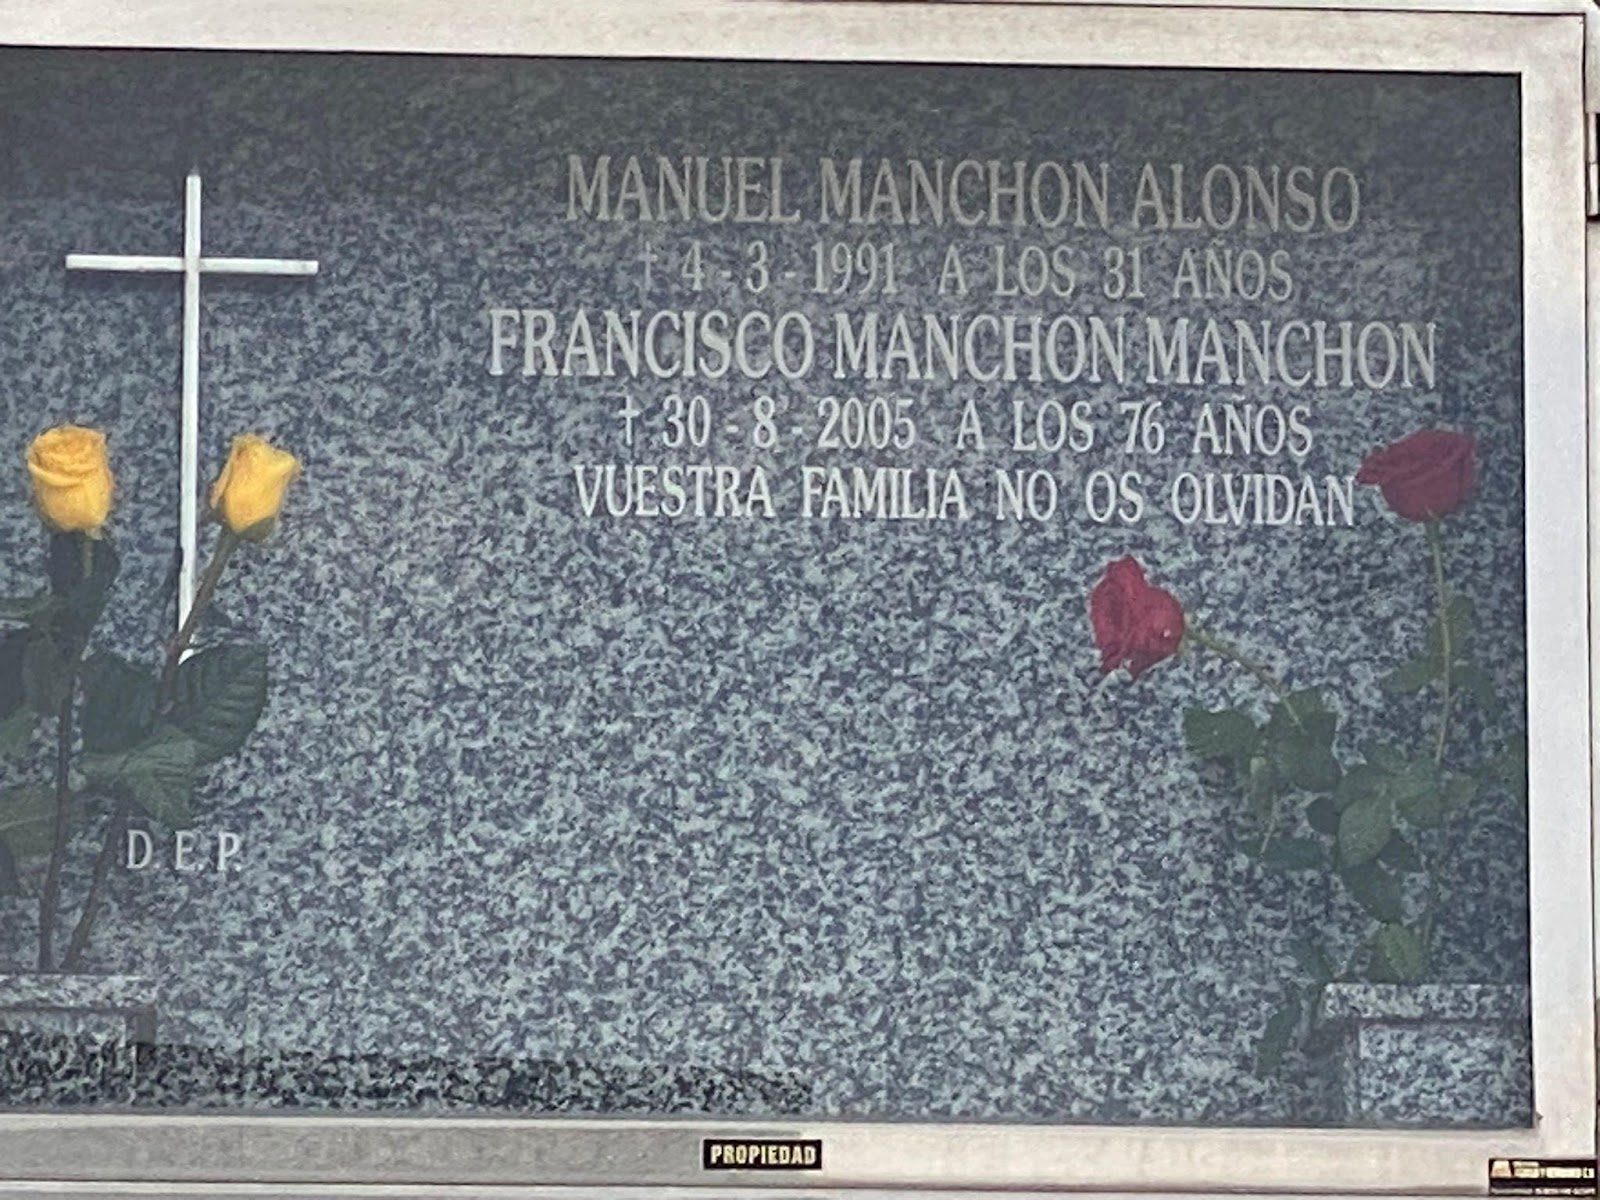 MANUEL MANCHON ALONSO
† 4 - 3 - 1991 A LOS 31 AÑOS
FRANCISCO MANCHON MANCHON
† 30 - 8 - 2005 A LOS 76 AÑOS
VUESTRA FAMILIA NO OS OLVIDAN
D. E. P.
PROPIEDAD